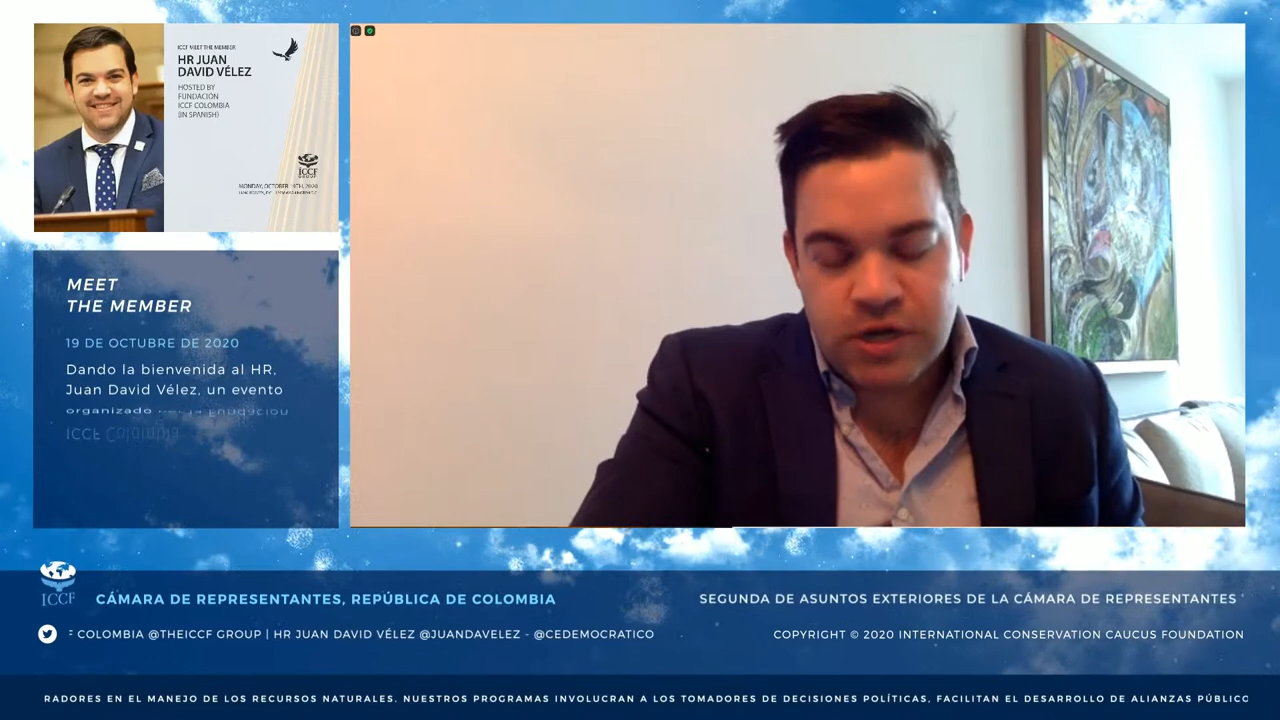 ICCF MEET THE MEMBER
HR JUAN
DAVID VÉLEZ
HOSTED BY
FUNDACIÓN
ICCF COLOMBIA
(IN SPANISH)
ICCF
GROUP
MONDAY, OCTOBER 19TH, 2020
MEET
THE MEMBER
19 DE OCTUBRE DE 2020
Dando la bienvenida al HR,
Juan David Vélez, un evento
organizado
ICCF Colombia
ICCF
CÁMARA DE REPRESENTANTES, REPÚBLICA DE COLOMBIA
SEGUNDA DE ASUNTOS EXTERIORES DE LA CÁMARA DE REPRESENTANTES
COLOMBIA @THEICCF GROUP | HR JUAN DAVID VÉLEZ @JUANDAVELEZ - @CEDEMOCRATICO
COPYRIGHT © 2020 INTERNATIONAL CONSERVATION CAUCUS FOUNDATION
RADORES EN EL MANEJO DE LOS RECURSOS NATURALES. NUESTROS PROGRAMAS INVOLUCRAN A LOS TOMADORES DE DECISIONES POLÍTICAS, FACILITAN EL DESARROLLO DE ALIANZAS PÚBLICO